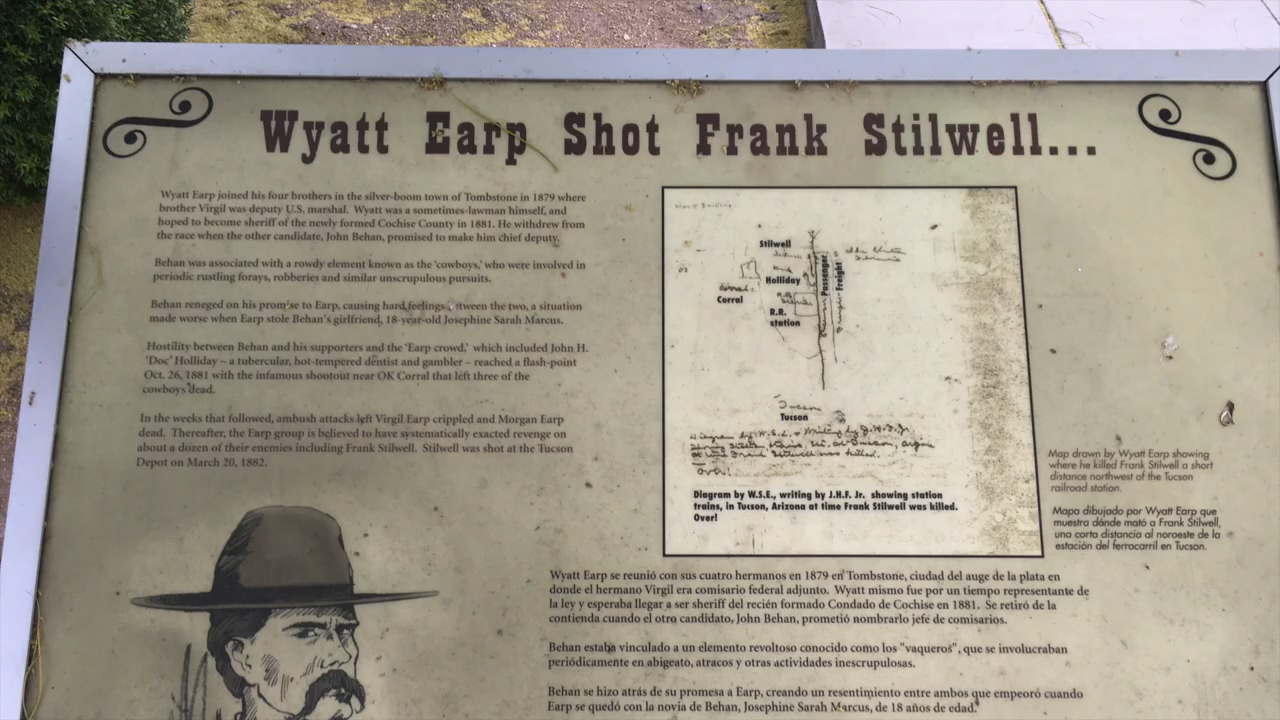 Wyatt Earp Shot Frank Stilwell...
Wyatt Earp joined his four brothers in the silver-boom town of Tombstone in 1879 where
brother Virgil was deputy U.S. marshal. Wyatt was a sometimes-lawman himself, and
hoped to become sheriff of the newly formed Cochise County in 1881. He withdrew from
the race when the other candidate, John Behan, promised to make him chief deputy.
Behan was associated with a rowdy element known as the 'cowboys,' who were involved in
periodic rustling forays, robberies and similar unscrupulous pursuits.
Behan reneged on his promise to Earp, causing hard feelings between the two, a situation
made worse when Earp stole Behan's girlfriend, 18-year-old Josephine Sarah Marcus.
Hostility between Behan and his supporters and the 'Earp crowd,' which included John H.
'Doc' Holliday – a tubercular, hot-tempered dentist and gambler – reached a flash-point
Oct. 26, 1881 with the infamous shootout near OK Corral that left three of the
cowboys dead.
In the weeks that followed, ambush attacks left Virgil Earp crippled and Morgan Earp
dead. Thereafter, the Earp group is believed to have systematically exacted revenge on
about a dozen of their enemies including Frank Stilwell. Stilwell was shot at the Tucson
Depot on March 20, 1882.
Stilwell
Holliday
Passenger
Freight
Corral
R.R.
station
Tucson
Tucson
Diagram by W.S.E. & Writing by J.H.F. Jr.
at time Frank Stilwell was killed.
Over!
Diagram by W.S.E., writing by J.H.F. Jr. showing station
trains, in Tucson, Arizona at time Frank Stilwell was killed.
Over!
Map drawn by Wyatt Earp showing
where he killed Frank Stilwell a short
distance northwest of the Tucson
railroad station.
Mapa dibujado por Wyatt Earp que
muestra dónde mató a Frank Stilwell,
una corta distancia al noroeste de la
estación del ferrocarril en Tucson.
Wyatt Earp se reunió con sus cuatro hermanos en 1879 en Tombstone, ciudad del auge de la plata en
donde el hermano Virgil era comisario federal adjunto. Wyatt mismo fue por un tiempo representante de
la ley y esperaba llegar a ser sheriff del recién formado Condado de Cochise en 1881. Se retiró de la
contienda cuando el otro candidato, John Behan, prometió nombrarlo jefe de comisarios.
Behan estaba vinculado a un elemento revoltoso conocido como los "vaqueros", que se involucraban
periódicamente en abigeato, atracos y otras actividades inescrupulosas.
Behan se hizo atrás de su promesa a Earp, creando un resentimiento entre ambos que empeoró cuando
Earp se quedó con la novia de Behan, Josephine Sarah Marcus, de 18 años de edad.